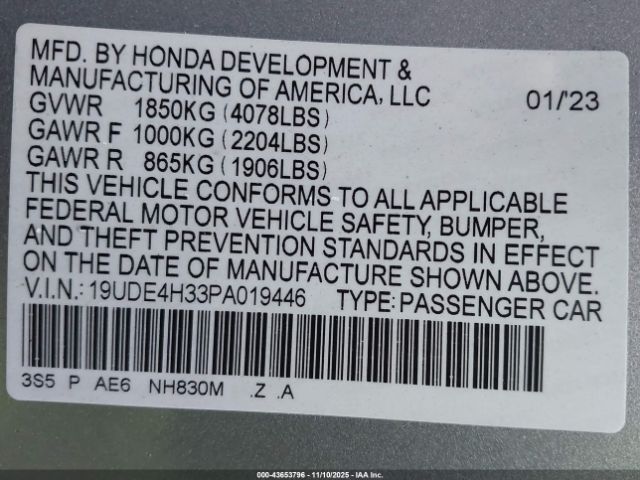 MFD. BY HONDA DEVELOPMENT &
MANUFACTURING OF AMERICA, LLC 01/'23
GVWR 1850KG (4078LBS)
GAWR F 1000KG (2204LBS)
GAWR R 865KG (1906LBS)
THIS VEHICLE CONFORMS TO ALL APPLICABLE
FEDERAL MOTOR VEHICLE SAFETY, BUMPER,
AND THEFT PREVENTION STANDARDS IN EFFECT
ON THE DATE OF MANUFACTURE SHOWN ABOVE.
V.I.N.: 19UDE4H33PA019446 TYPE: PASSENGER CAR
3S5 P AE6 NH830M .Z .A
000-43653796 - 11/10/2025 - IAA Inc.